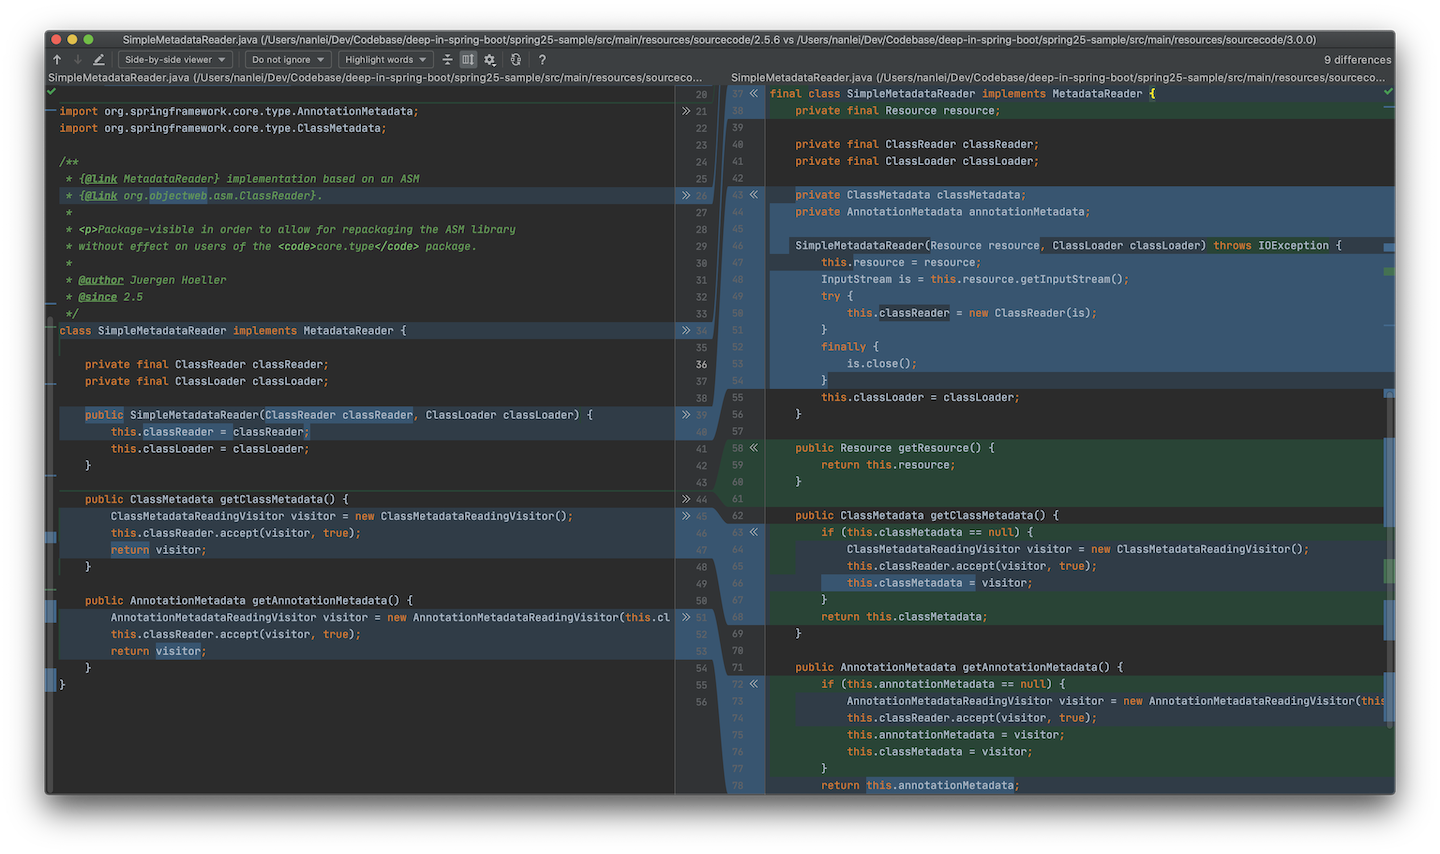 SimpleMetadataReader.java (/Users/nanlei/Dev/Codebase/deep-in-spring-boot/spring25-sample/src/main/resources/sourcecode/2.5.6 vs /Users/nanlei/Dev/Codebase/deep-in-spring-boot/spring25-sample/src/main/resources/sourcecode/3.0.0)
Side-by-side viewer Do not ignore Highlight words ? 9 differences
SimpleMetadataReader.java (/Users/nanlei/Dev/Codebase/deep-in-spring-boot/spring25-sample/src/main/resources/sourceco...
20
import org.springframework.core.type.AnnotationMetadata; 21
import org.springframework.core.type.ClassMetadata; 22
23
/** 24
* {@link MetadataReader} implementation based on an ASM 25
* {@link org.objectweb.asm.ClassReader}. 26
* 27
* <p>Package-visible in order to allow for repackaging the ASM library 28
* without effect on users of the <code>core.type</code> package. 29
* 30
* @author Juergen Hoeller 31
* @since 2.5 32
*/ 33
class SimpleMetadataReader implements MetadataReader { 34
35
private final ClassReader classReader; 36
private final ClassLoader classLoader; 37
38
public SimpleMetadataReader(ClassReader classReader, ClassLoader classLoader) { 39
this.classReader = classReader; 40
this.classLoader = classLoader; 41
} 42
43
public ClassMetadata getClassMetadata() { 44
ClassMetadataReadingVisitor visitor = new ClassMetadataReadingVisitor(); 45
this.classReader.accept(visitor, true); 46
return visitor; 47
} 48
49
public AnnotationMetadata getAnnotationMetadata() { 50
AnnotationMetadataReadingVisitor visitor = new AnnotationMetadataReadingVisitor(this.cl 51
this.classReader.accept(visitor, true); 52
return visitor; 53
} 54
} 55
56
SimpleMetadataReader.java (/Users/nanlei/Dev/Codebase/deep-in-spring-boot/spring25-sample/src/main/resources/sourceco...
37 final class SimpleMetadataReader implements MetadataReader {
38 private final Resource resource;
39
40 private final ClassReader classReader;
41 private final ClassLoader classLoader;
42
43 private ClassMetadata classMetadata;
44 private AnnotationMetadata annotationMetadata;
45
46 SimpleMetadataReader(Resource resource, ClassLoader classLoader) throws IOException {
47 this.resource = resource;
48 InputStream is = this.resource.getInputStream();
49 try {
50 this.classReader = new ClassReader(is);
51 }
52 finally {
53 is.close();
54 }
55 this.classLoader = classLoader;
56 }
57
58 public Resource getResource() {
59 return this.resource;
60 }
61
62 public ClassMetadata getClassMetadata() {
63 if (this.classMetadata == null) {
64 ClassMetadataReadingVisitor visitor = new ClassMetadataReadingVisitor();
65 this.classReader.accept(visitor, true);
66 this.classMetadata = visitor;
67 }
68 return this.classMetadata;
69 }
70
71 public AnnotationMetadata getAnnotationMetadata() {
72 if (this.annotationMetadata == null) {
73 AnnotationMetadataReadingVisitor visitor = new AnnotationMetadataReadingVisitor(this
74 this.classReader.accept(visitor, true);
75 this.annotationMetadata = visitor;
76 this.classMetadata = visitor;
77 }
78 return this.annotationMetadata;